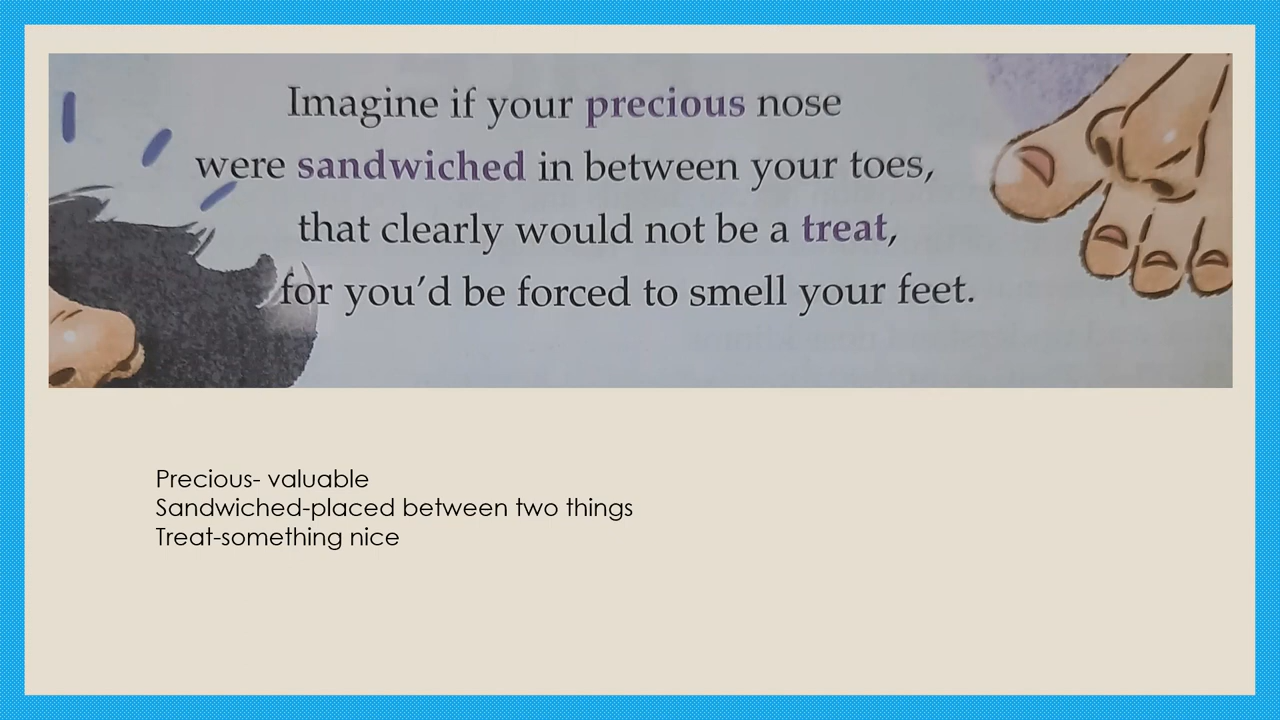 Imagine if your precious nose
were sandwiched in between your toes,
that clearly would not be a treat,
for you’d be forced to smell your feet.
Precious- valuable
Sandwiched-placed between two things
Treat-something nice